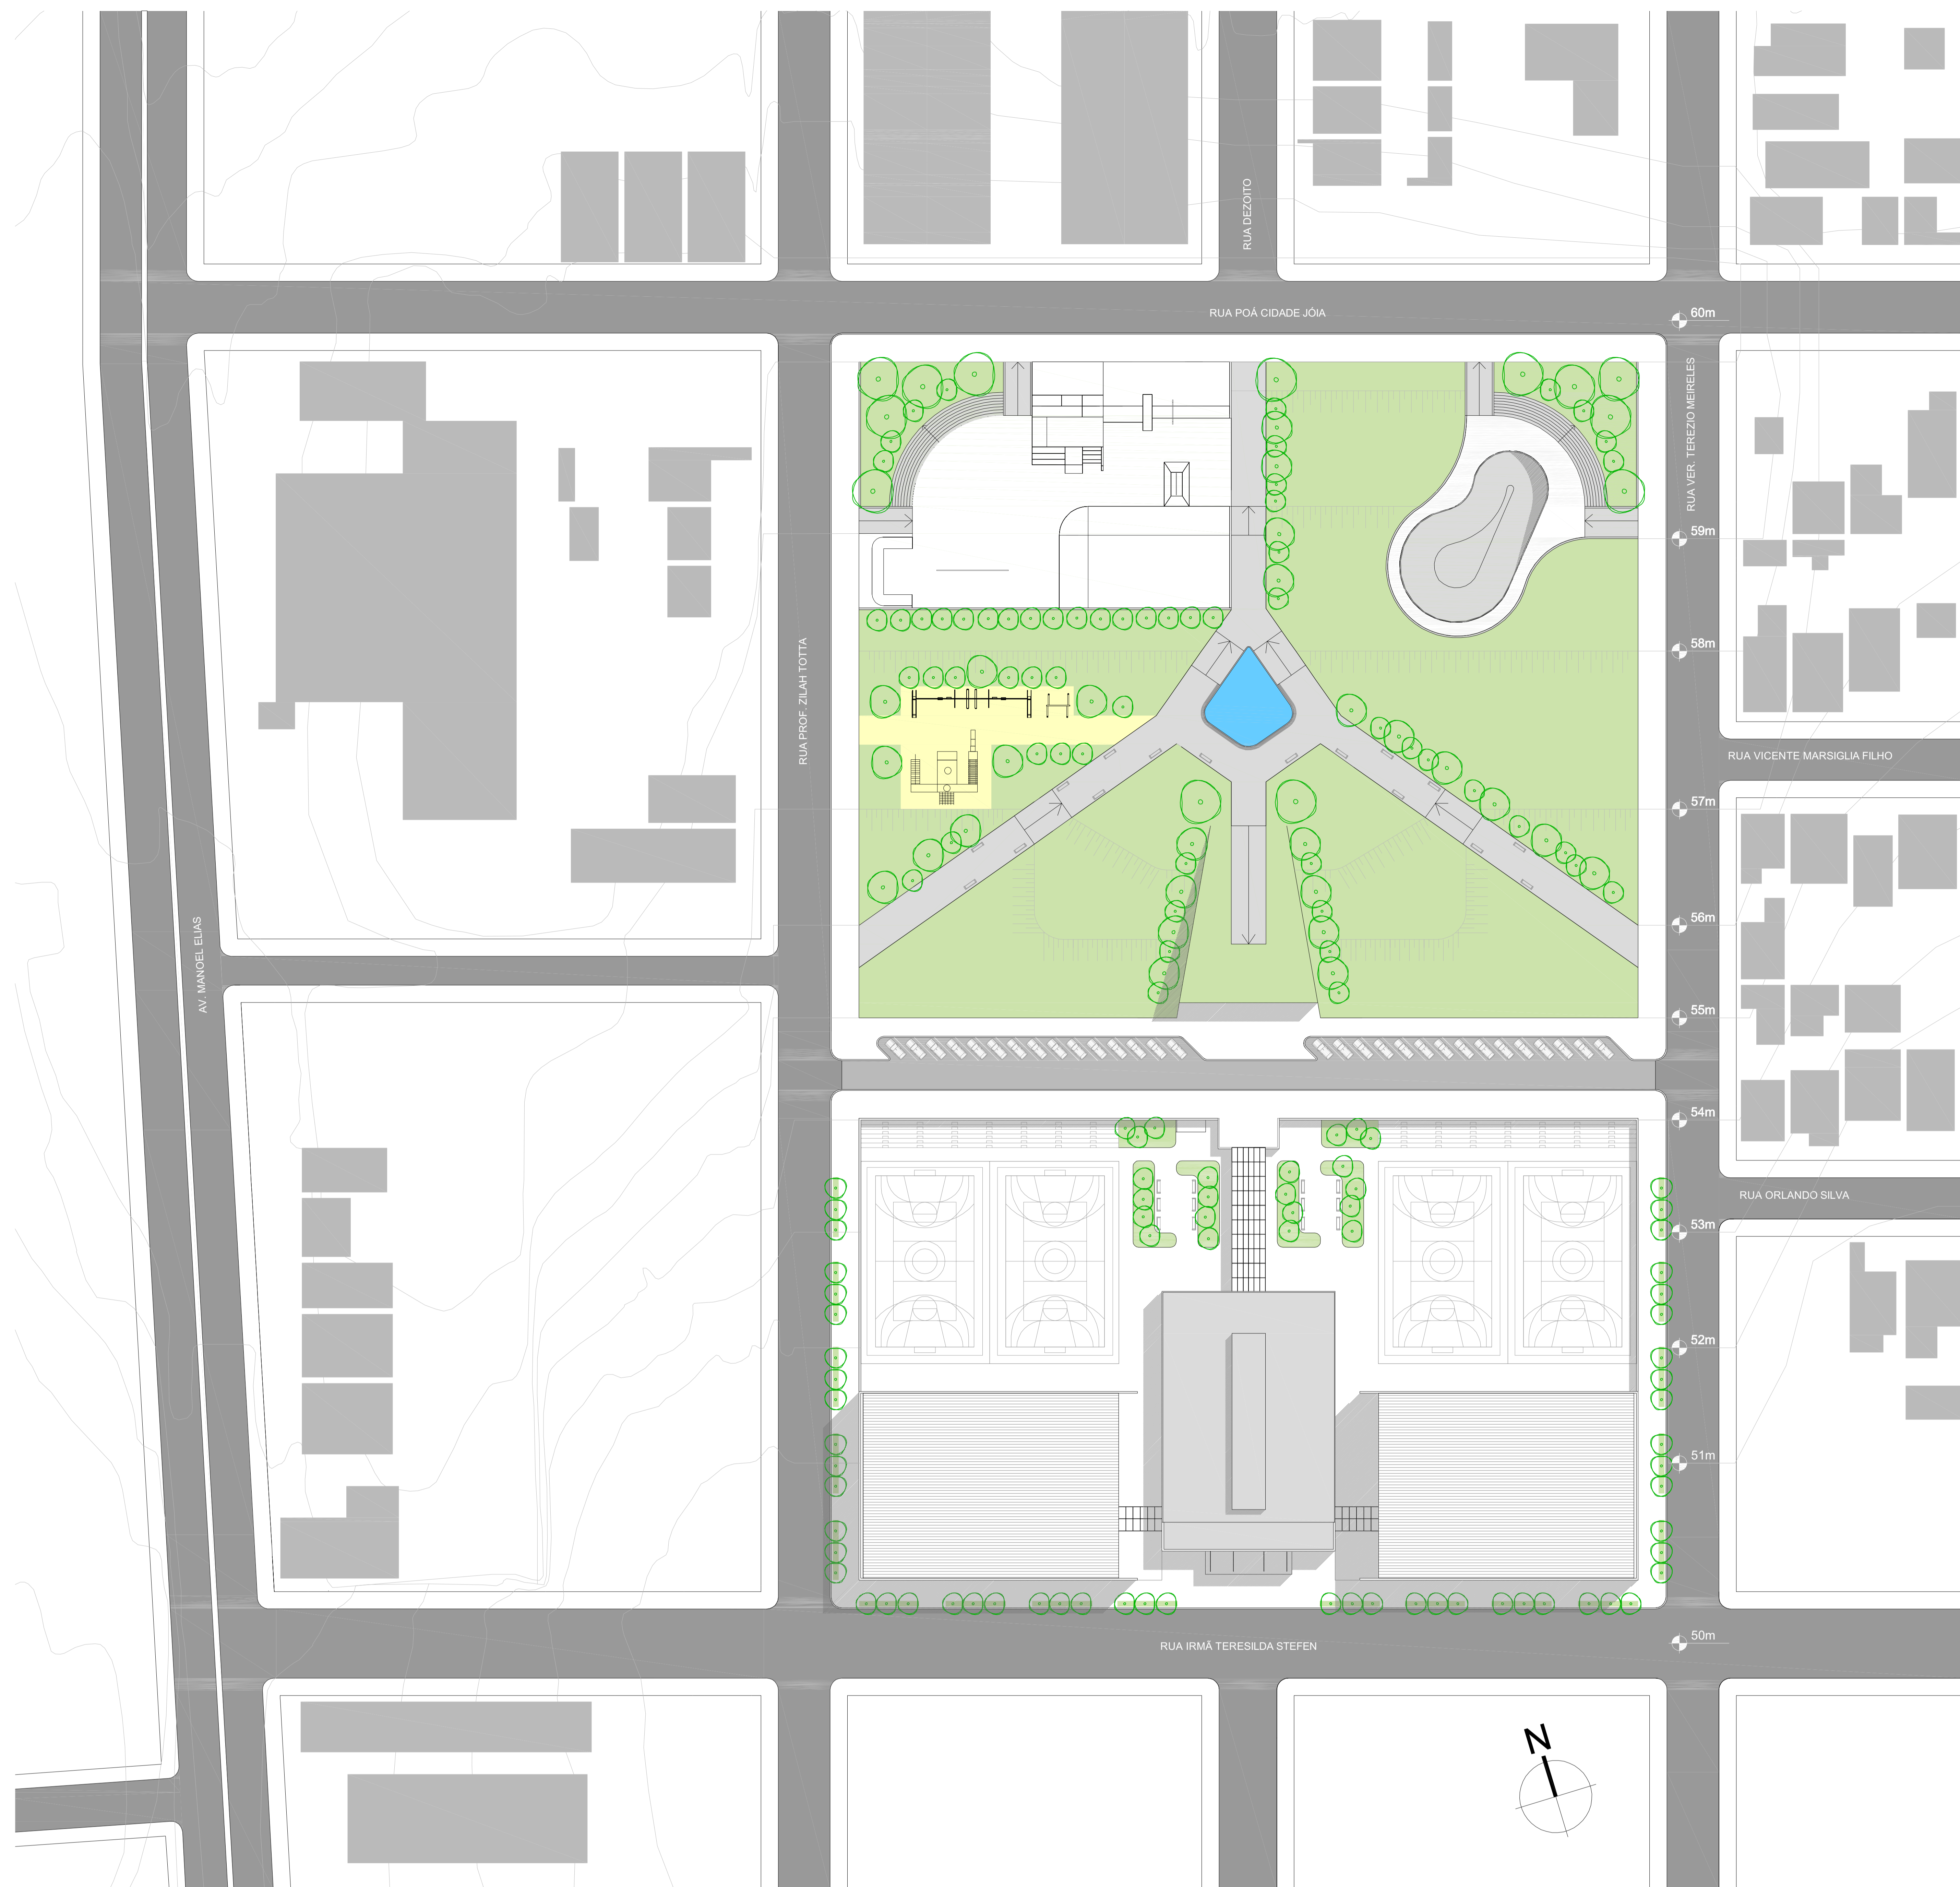 RUA DEZOITO
RUA POÁ CIDADE JÓIA
60m
RUA VER. TEREZIO MEIRELES
59m
58m
RUA PROF. ZILAH TOTTA
RUA VICENTE MARSIGLIA FILHO
57m
56m
AV. MANOEL ELIAS
55m
54m
RUA ORLANDO SILVA
53m
52m
51m
50m
RUA IRMÃ TERESILDA STEFEN
N